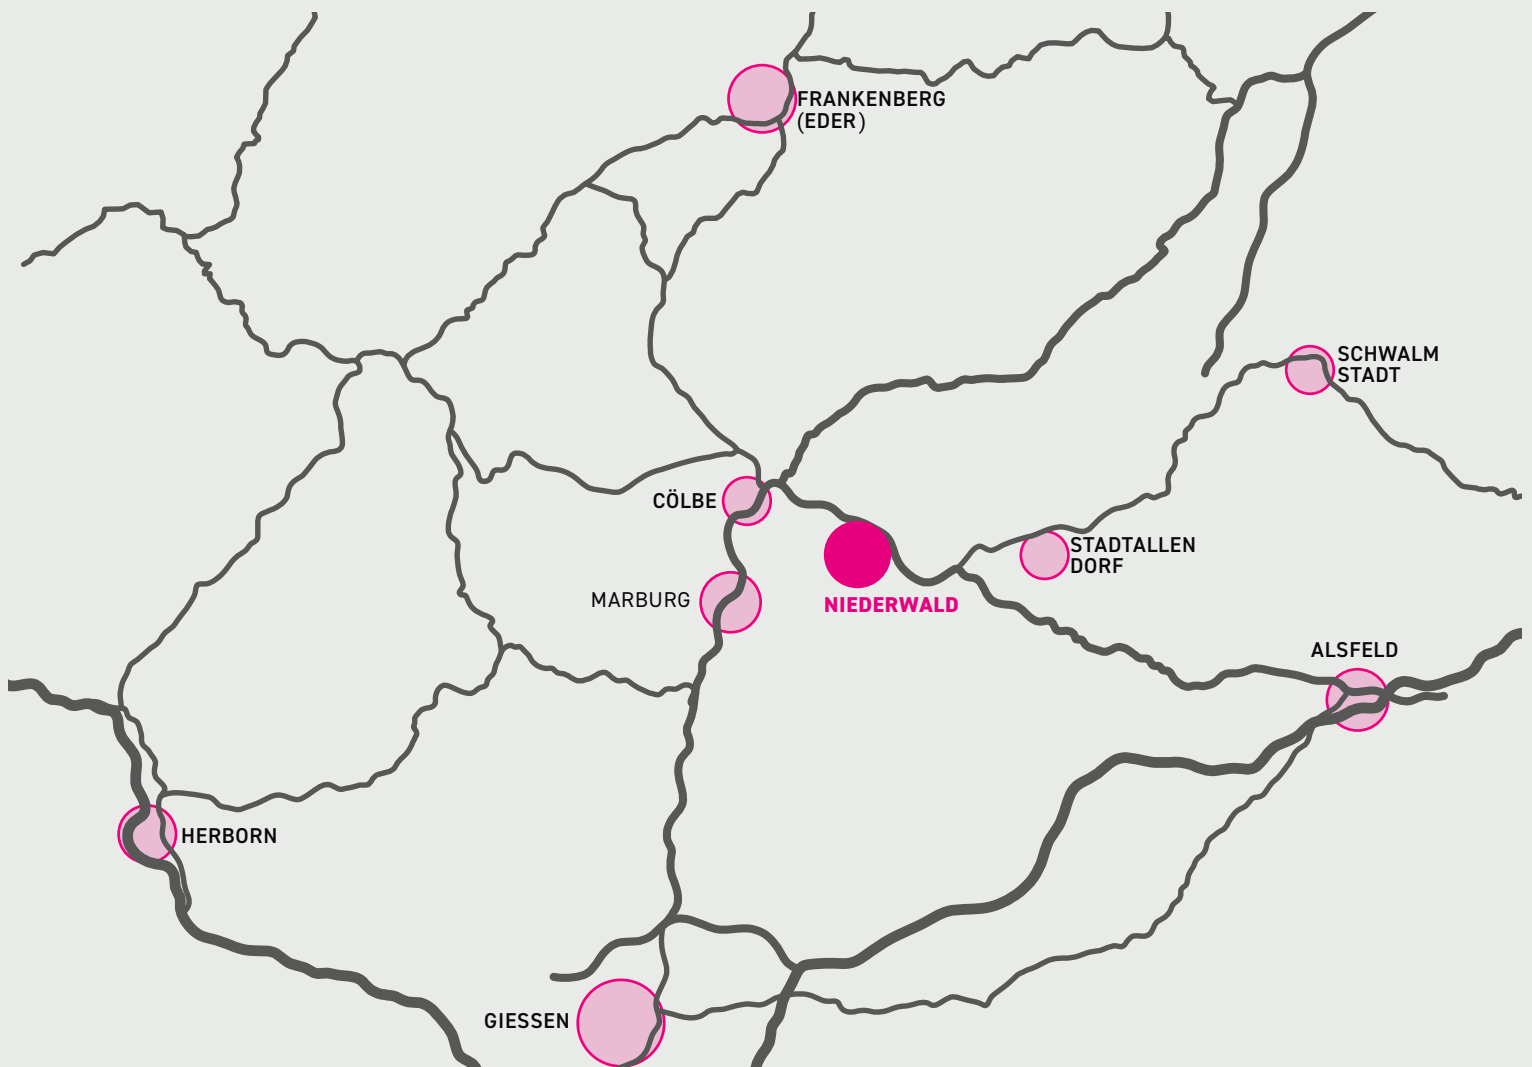 FRANKENBERG
(EDER)
SCHWALM
STADT
CÖLBE
STADTALLEN
DORF
MARBURG
NIEDERWALD
ALSFELD
HERBORN
GIESSEN